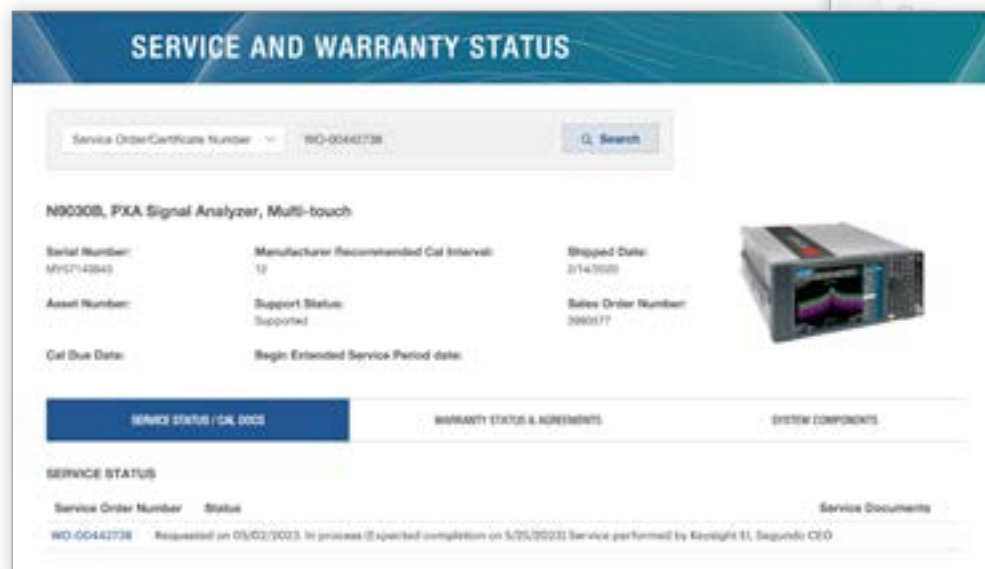 SERVICE AND WARRANTY STATUS
Service Order/Certificate Number WO-00442738 Search
N9030B, PXA Signal Analyzer, Multi-touch
Serial Number: Manufacturer Recommended Cal Interval: Shipped Date:
12 2/14/2020
Asset Number: Support Status: Sales Order Number:
Supported
Cal Due Date: Begin Extended Service Period date:
SERVICE STATUS / CAL DOCS WARRANTY STATUS & AGREEMENTS SYSTEM COMPONENTS
SERVICE STATUS
Service Order Number Status Service Documents
WO-00442738 Requested on 05/02/2023. In process (Expected completion on 5/25/2023) Service performed by Keysight El. Segundo CEO